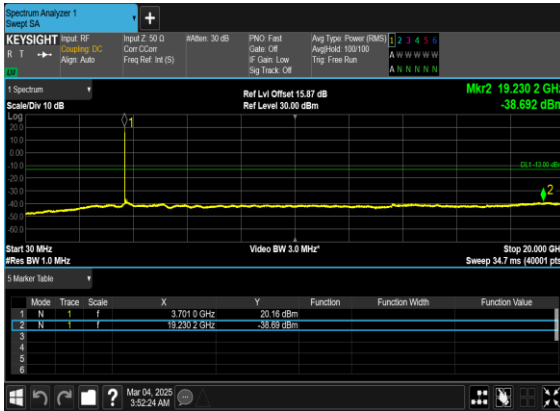 Spectrum Analyzer 1
Swept SA
+
KEYSIGHT
R T
Input: RF
Coupling: DC
Align: Auto
Input Z: 50 Ω
Corr CCorr
Freq Ref: Int (S)
#Atten: 30 dB
PNO: Fast
Gate: Off
IF Gain: Low
Sig Track: Off
Avg Type: Power (RMS)
Avg|Hold: 100/100
Trig: Free Run
1 2 3 4 5 6
A W W W W W
A N N N N N
1 Spectrum
Scale/Div 10 dB
Ref Lvl Offset 15.87 dB
Ref Level 30.00 dBm
Mkr2 19.230 2 GHz
-38.692 dBm
Log
20.0
10.0
0.00
-10.0
-20.0
-30.0
-40.0
-50.0
-60.0
1
DL1 -13.00 dBm
2
Start 30 MHz
#Res BW 1.0 MHz
Video BW 3.0 MHz*
Stop 20.000 GHz
Sweep 34.7 ms (40001 pts)
5 Marker Table
Mode Trace Scale X Y Function Function Width Function Value
1 N 1 f 3.701 0 GHz 20.16 dBm
2 N 1 f 19.230 2 GHz -38.69 dBm
3
4
5
6
?
Mar 04, 2025
3:52:24 AM